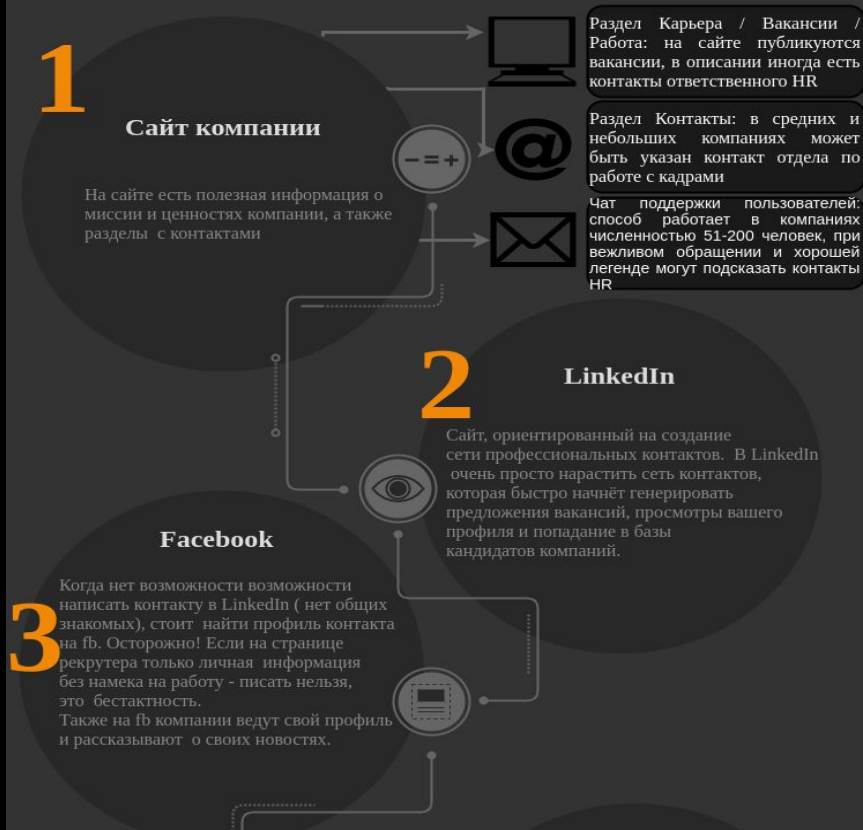 1
Сайт компании
На сайте есть полезная информация о
миссии и ценностях компании, а также
разделы с контактами
Раздел Карьера / Вакансии /
Работа: на сайте публикуются
вакансии, в описании иногда есть
контакты ответственного HR
Раздел Контакты: в средних и
небольших компаниях может
быть указан контакт отдела по
работе с кадрами
Чат поддержки пользователей:
способ работает в компаниях
численностью 51-200 человек, при
вежливом обращении и хорошей
легенде могут подсказать контакты
HR
2
LinkedIn
Сайт, ориентированный на создание
сети профессиональных контактов. В LinkedIn
очень просто нарастить сеть контактов,
которая быстро начнёт генерировать
предложения вакансий, просмотры вашего
профиля и попадание в базы
кандидатов компаний.
3
Facebook
Когда нет возможности возможности
написать контакту в LinkedIn ( нет общих
знакомых), стоит найти профиль контакта
на fb. Осторожно! Если на странице
рекрутера только личная информация
без намека на работу - писать нельзя,
это бестактность.
Также на fb компании ведут свой профиль
и рассказывают о своих новостях.